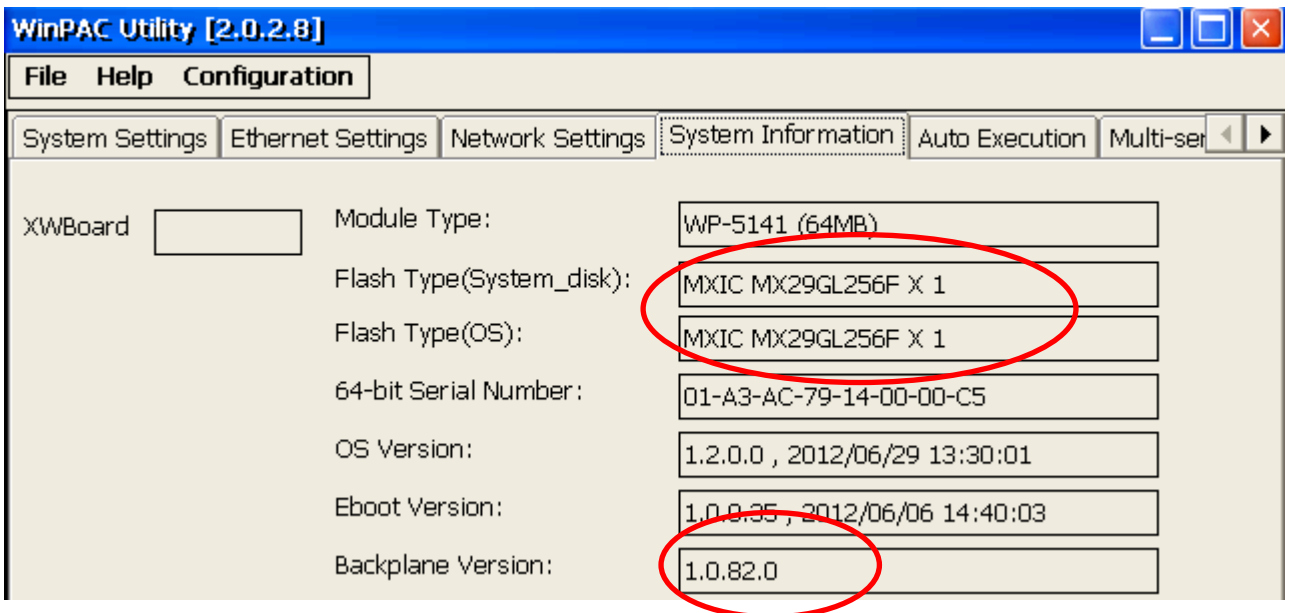 WinPAC Utility [2.0.2.8]
File Help Configuration
System Settings Ethernet Settings Network Settings System Information Auto Execution Multi-ser
XWBoard
Module Type: WP-5141 (64MB)
Flash Type(System_disk): MXIC MX29GL256F X 1
Flash Type(OS): MXIC MX29GL256F X 1
64-bit Serial Number: 01-A3-AC-79-14-00-00-C5
OS Version: 1.2.0.0 , 2012/06/29 13:30:01
Eboot Version: 1.0.0.35 , 2012/06/06 14:40:03
Backplane Version: 1.0.82.0